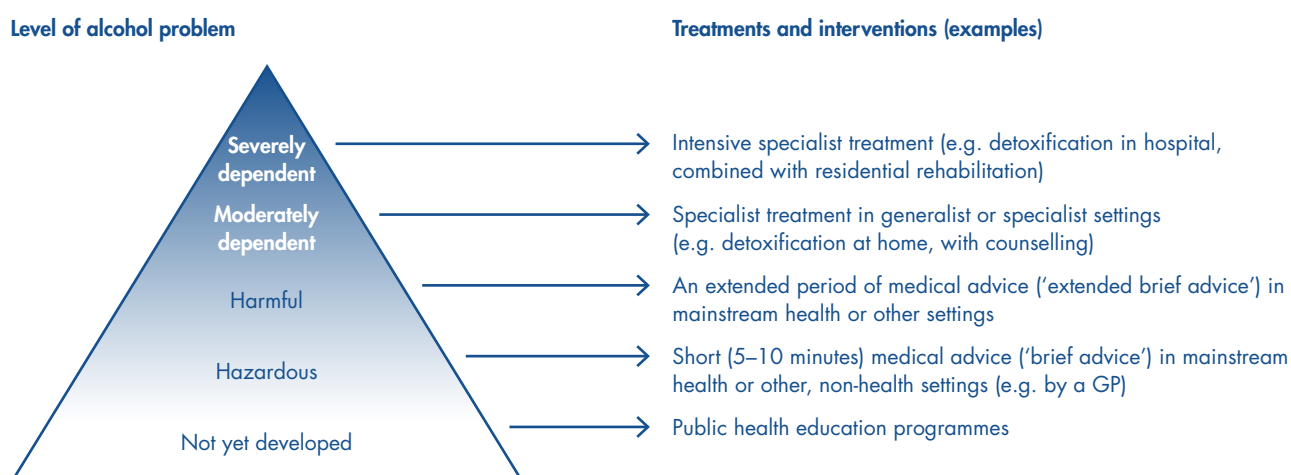 Level of alcohol problem
Treatments and interventions (examples)
Severely
dependent
Intensive specialist treatment (e.g. detoxification in hospital,
combined with residential rehabilitation)
Moderately
dependent
Specialist treatment in generalist or specialist settings
(e.g. detoxification at home, with counselling)
Harmful
An extended period of medical advice (‘extended brief advice’) in
mainstream health or other settings
Hazardous
Short (5–10 minutes) medical advice (‘brief advice’) in mainstream
health or other, non-health settings (e.g. by a GP)
Not yet developed
Public health education programmes